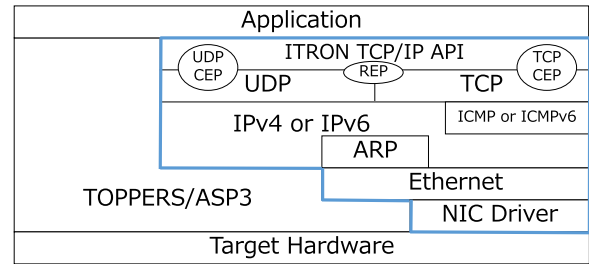 Application
ITRON TCP/IP API
UDP
CEP
REP
TCP
CEP
UDP
TCP
IPv4 or IPv6
ICMP or ICMPv6
ARP
Ethernet
TOPPERS/ASP3
NIC Driver
Target Hardware